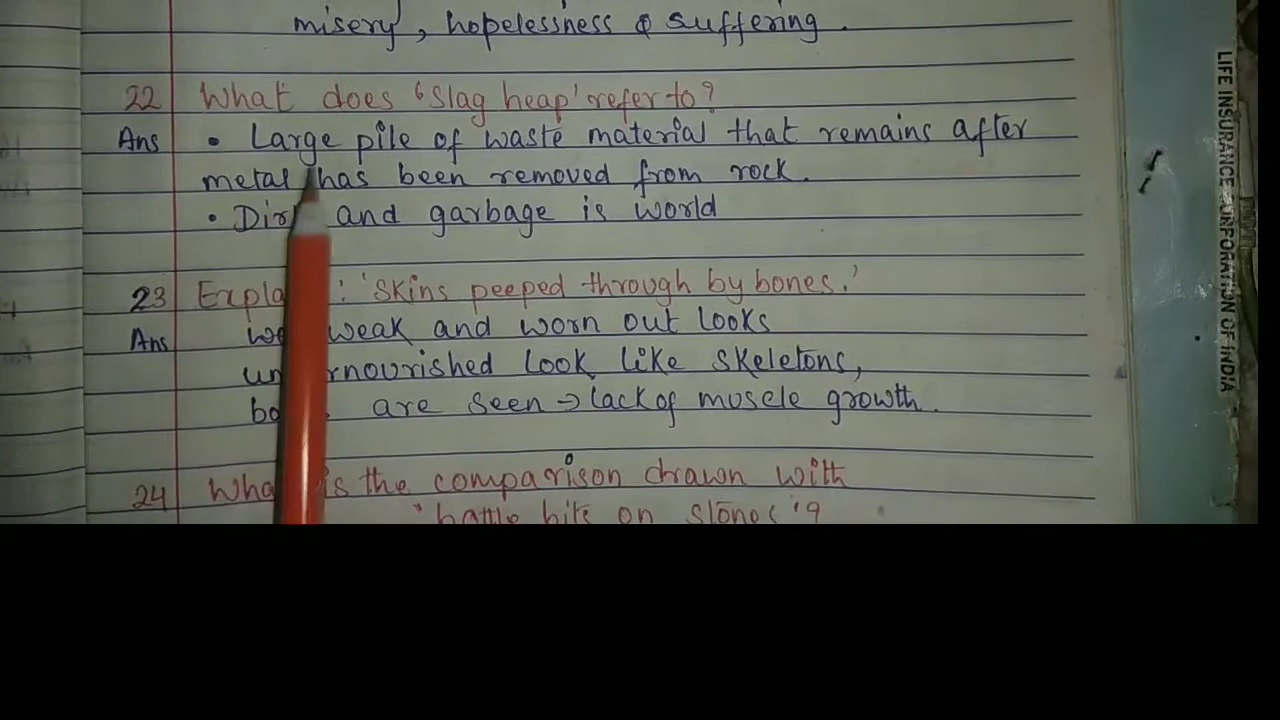 misery, hopelessness & suffering.
22 What does 'Slag heap' refer to?
Ans • Large pile of waste material that remains after
metal has been removed from rock.
• and garbage is world
23 : 'Skins peeped through by bones.'
Ans weak and worn out looks
look like skeletons,
are seen → lack of muscle growth.
24 is the comparison drawn with
on
LIFE INSURANCE CORPORATION OF INDIA